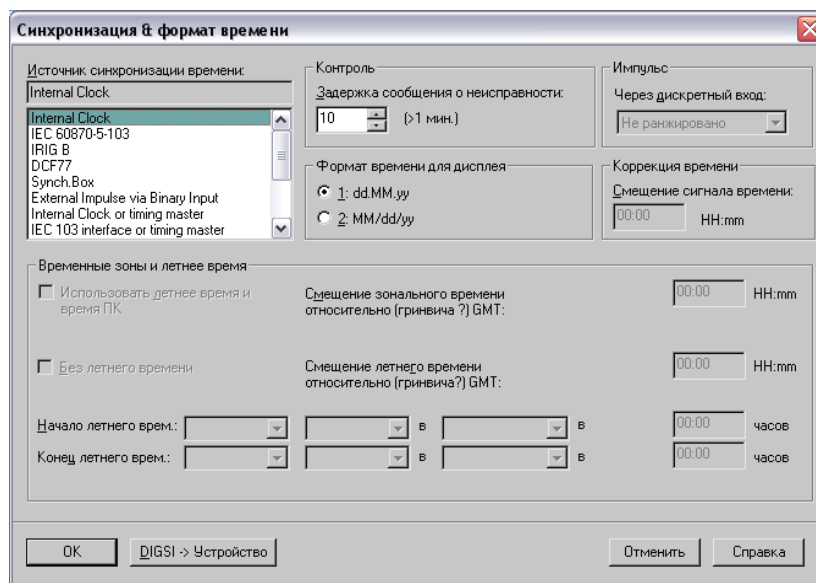 Синхронизация & формат времени
Источник синхронизации времени:
Internal Clock
Internal Clock
IEC 60870-5-103
IRIG B
DCF77
Synch.Box
External Impulse via Binary Input
Internal Clock or timing master
IEC 103 interface or timing master
Контроль
Задержка сообщения о неисправности:
10 (>1 мин.)
Формат времени для дисплея
1: dd.MM.yy
2: MM/dd/yy
Импульс
Через дискретный вход:
Не ранжировано
Коррекция времени
Смещение сигнала времени:
00:00 HH:mm
Временные зоны и летнее время
Использовать летнее время и
время ПК
Смещение зонального времени
относительно (гринвича ?) GMT:
00:00 HH:mm
Без летнего времени
Смещение летнего времени
относительно (гринвича?) GMT:
00:00 HH:mm
Начало летнего врем.: в в 00:00 часов
Конец летнего врем.: в в 00:00 часов
OK
DIGSI -> Устройство
Отменить
Справка